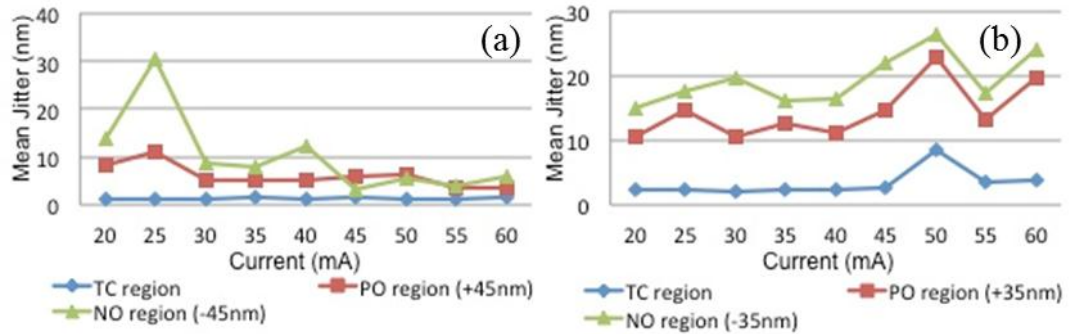 Mean Jitter (nm)
40
30
20
10
0
(a)
20 25 30 35 40 45 50 55 60
Current (mA)
TC region
PO region (+45nm)
NO region (-45nm)
Mean Jitter (nm)
30
20
10
0
(b)
20 25 30 35 40 45 50 55 60
Current (mA)
TC region
PO region (+35nm)
NO region (-35nm)